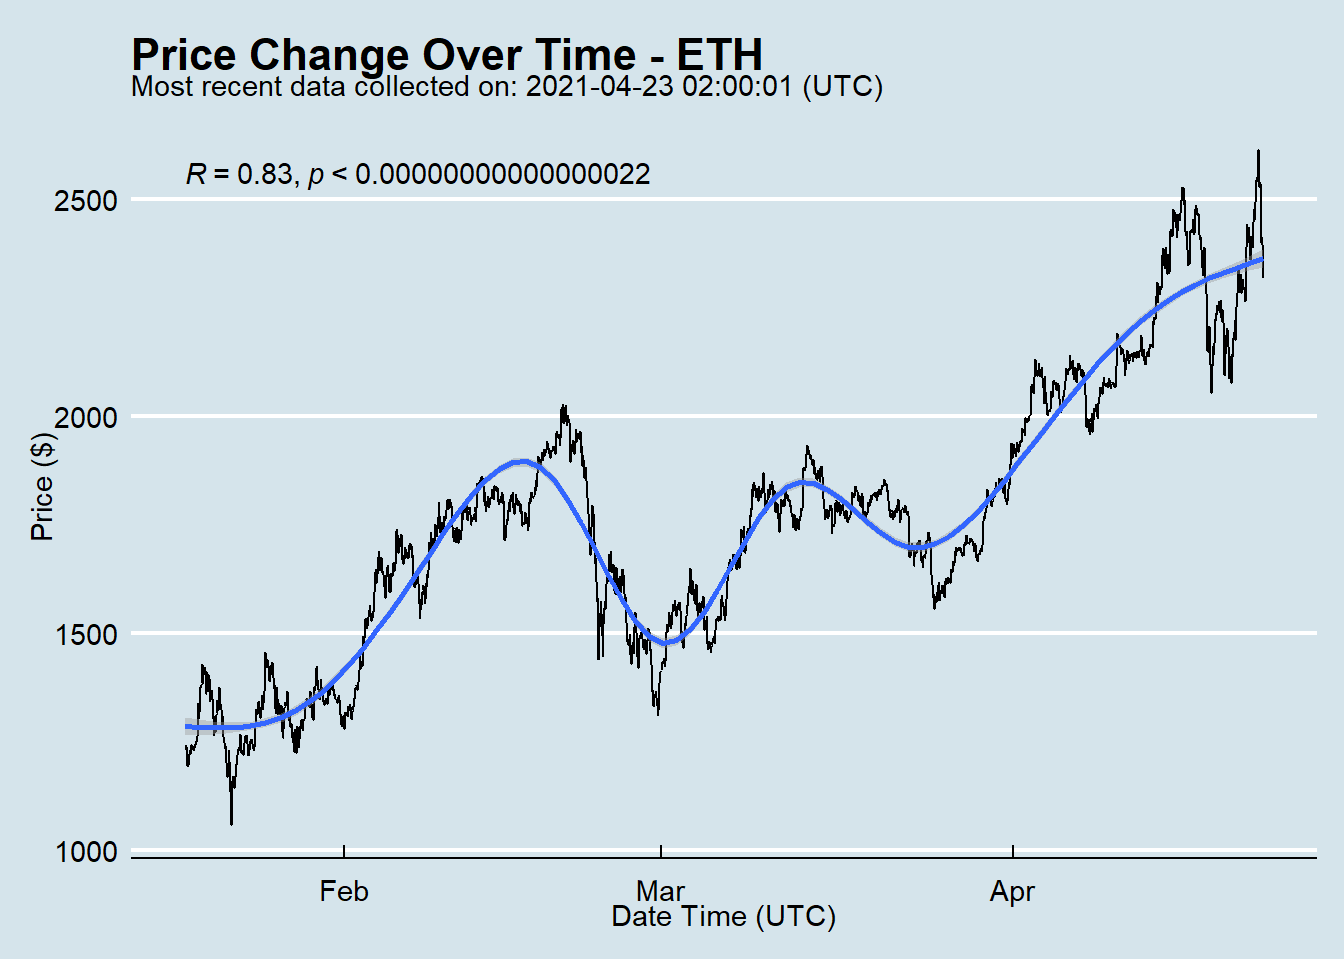 Price Change Over Time - ETH
Most recent data collected on: 2021-04-23 02:00:01 (UTC)
R = 0.83, p < 0.00000000000000022
2500
2000
1500
1000
Price ($)
Feb Mar Apr
Date Time (UTC)